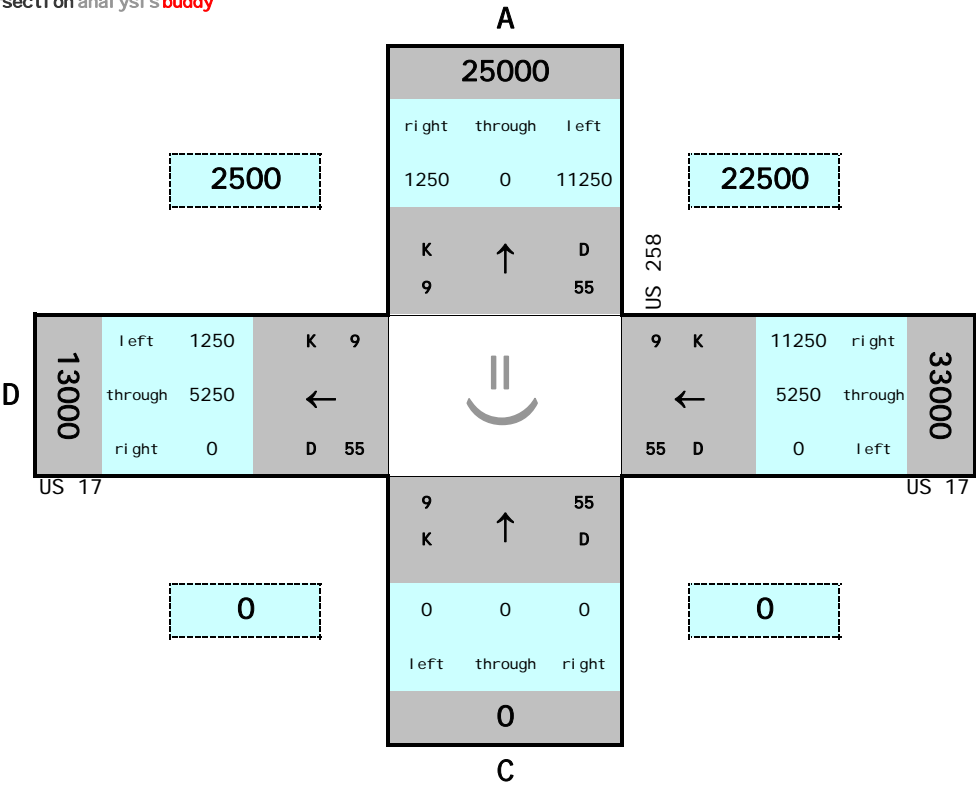 section analysis buddy
A
25000
right through left
1250 0 11250
2500
22500
K D
9 55
US 258
13000
left 1250
through 5250
right 0
K 9
D 55
D
US 17
9 K
55 D
11250 right
5250 through
0 left
33000
US 17
9 55
K D
0 0 0
left through right
0
0
0
C